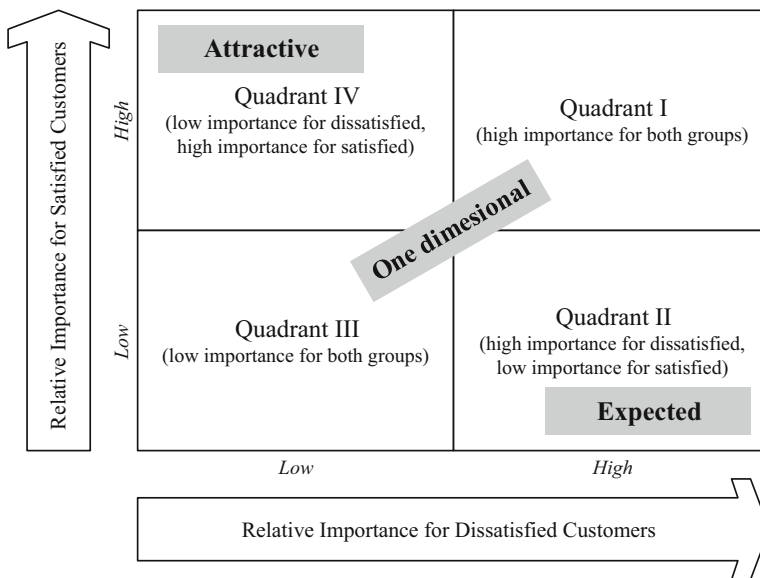 Relative Importance for Satisfied Customers
High
Low
Attractive
Quadrant IV
(low importance for dissatisfied,
high importance for satisfied)
Quadrant I
(high importance for both groups)
One dimesional
Quadrant III
(low importance for both groups)
Quadrant II
(high importance for dissatisfied,
low importance for satisfied)
Expected
Low
High
Relative Importance for Dissatisfied Customers